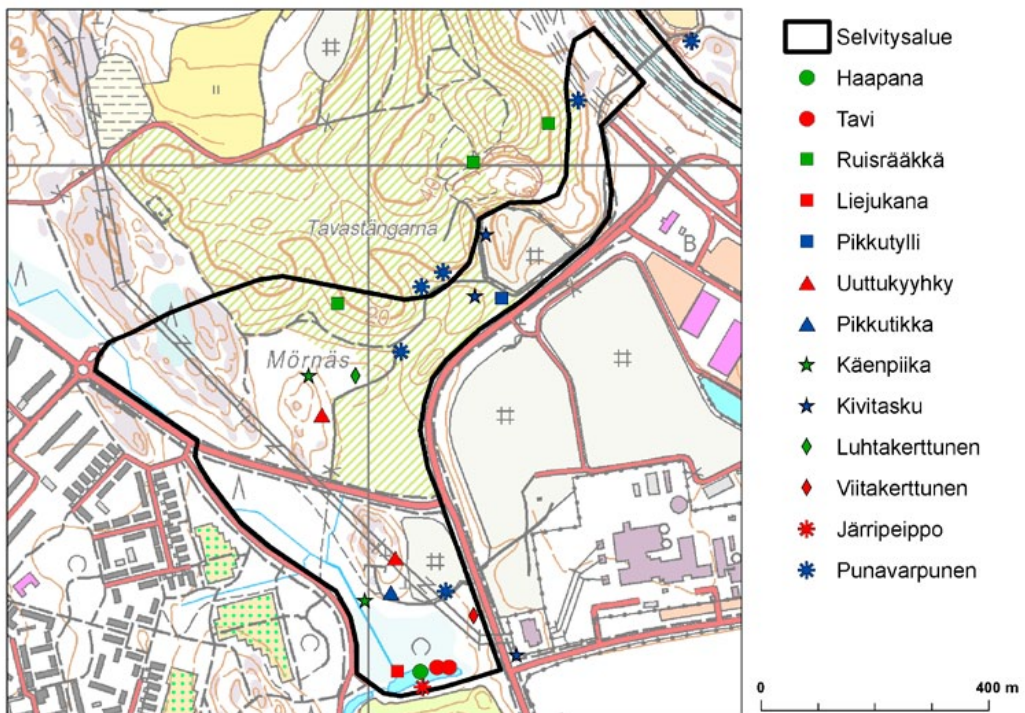 Tavastängarna
Mörnäs
20
B
Selvitysalue
Haapana
Tavi
Ruisrääkkä
Liejukana
Pikkutylli
Uuttukyyhky
Pikkutikka
Käenpiika
Kivitasku
Luhtakerttunen
Viitakerttunen
Järripeippo
Punavarpunen
0 400 m